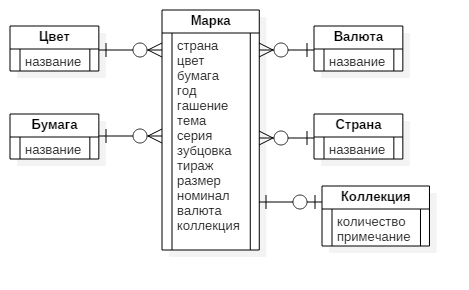 Цвет
название
Бумага
название
Марка
страна
цвет
бумага
год
гашение
тема
серия
зубцовка
тираж
размер
номинал
валюта
коллекция
Валюта
название
Страна
название
Коллекция
количество
примечание